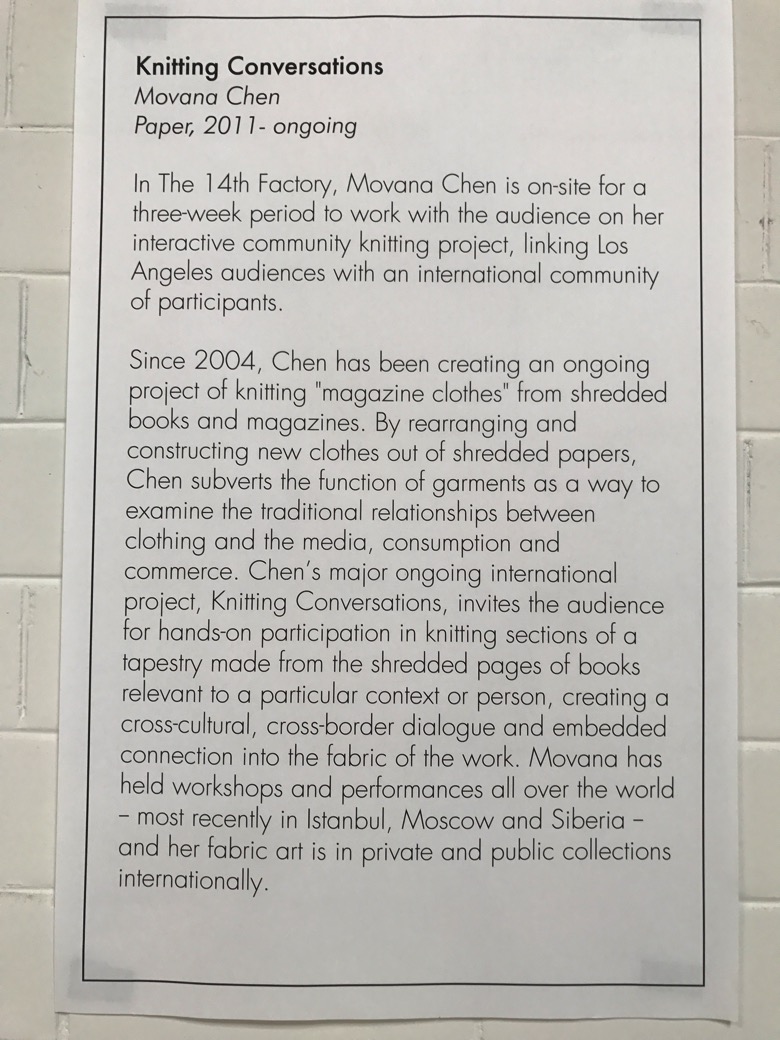 Knitting Conversations
Movana Chen
Paper, 2011- ongoing
In The 14th Factory, Movana Chen is on-site for a
three-week period to work with the audience on her
interactive community knitting project, linking Los
Angeles audiences with an international community
of participants.
Since 2004, Chen has been creating an ongoing
project of knitting "magazine clothes" from shredded
books and magazines. By rearranging and
constructing new clothes out of shredded papers,
Chen subverts the function of garments as a way to
examine the traditional relationships between
clothing and the media, consumption and
commerce. Chen's major ongoing international
project, Knitting Conversations, invites the audience
for hands-on participation in knitting sections of a
tapestry made from the shredded pages of books
relevant to a particular context or person, creating a
cross-cultural, cross-border dialogue and embedded
connection into the fabric of the work. Movana has
held workshops and performances all over the world
– most recently in Istanbul, Moscow and Siberia –
and her fabric art is in private and public collections
internationally.